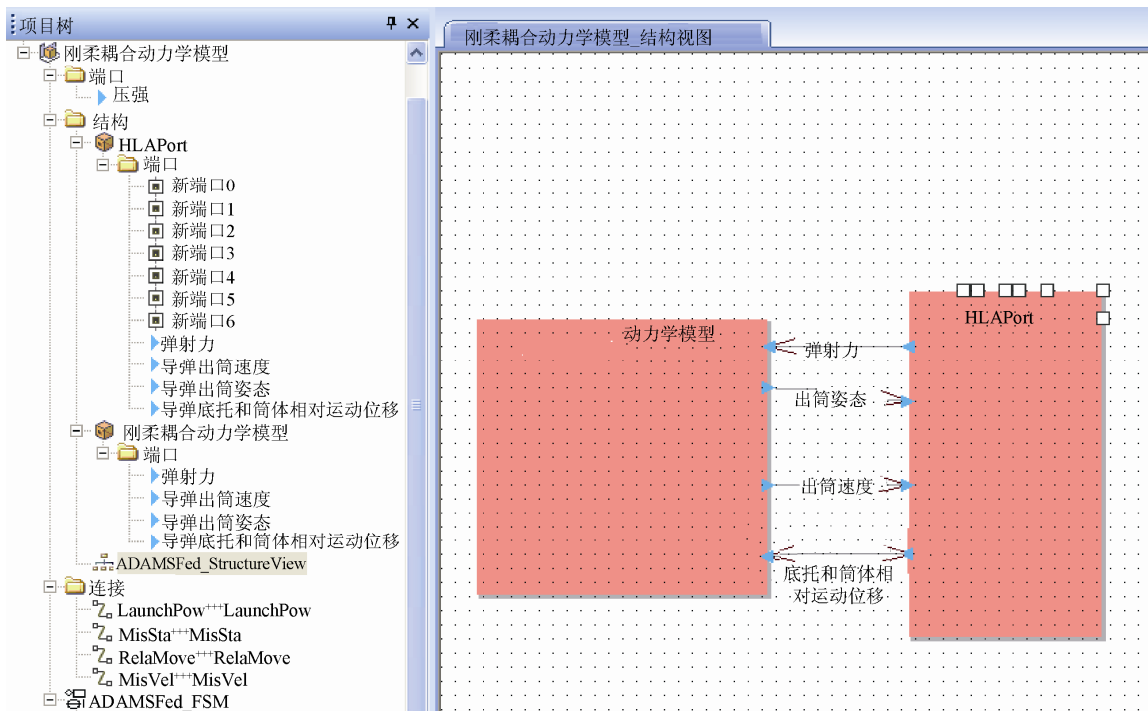 项目树
刚柔耦合动力学模型
端口
压强
结构
HLAPort
端口
新端口0
新端口1
新端口2
新端口3
新端口4
新端口5
新端口6
弹射力
导弹出筒速度
导弹出筒姿态
导弹底托和筒体相对运动位移
刚柔耦合动力学模型
端口
弹射力
导弹出筒速度
导弹出筒姿态
导弹底托和筒体相对运动位移
ADAMSFed_StructureView
连接
LaunchPow+++LaunchPow
MisSta+++MisSta
RelaMove+++RelaMove
MisVel+++MisVel
ADAMSFed_FSM
刚柔耦合动力学模型_结构视图
动力学模型
HLAPort
弹射力
出筒姿态
出筒速度
底托和筒体相
对运动位移